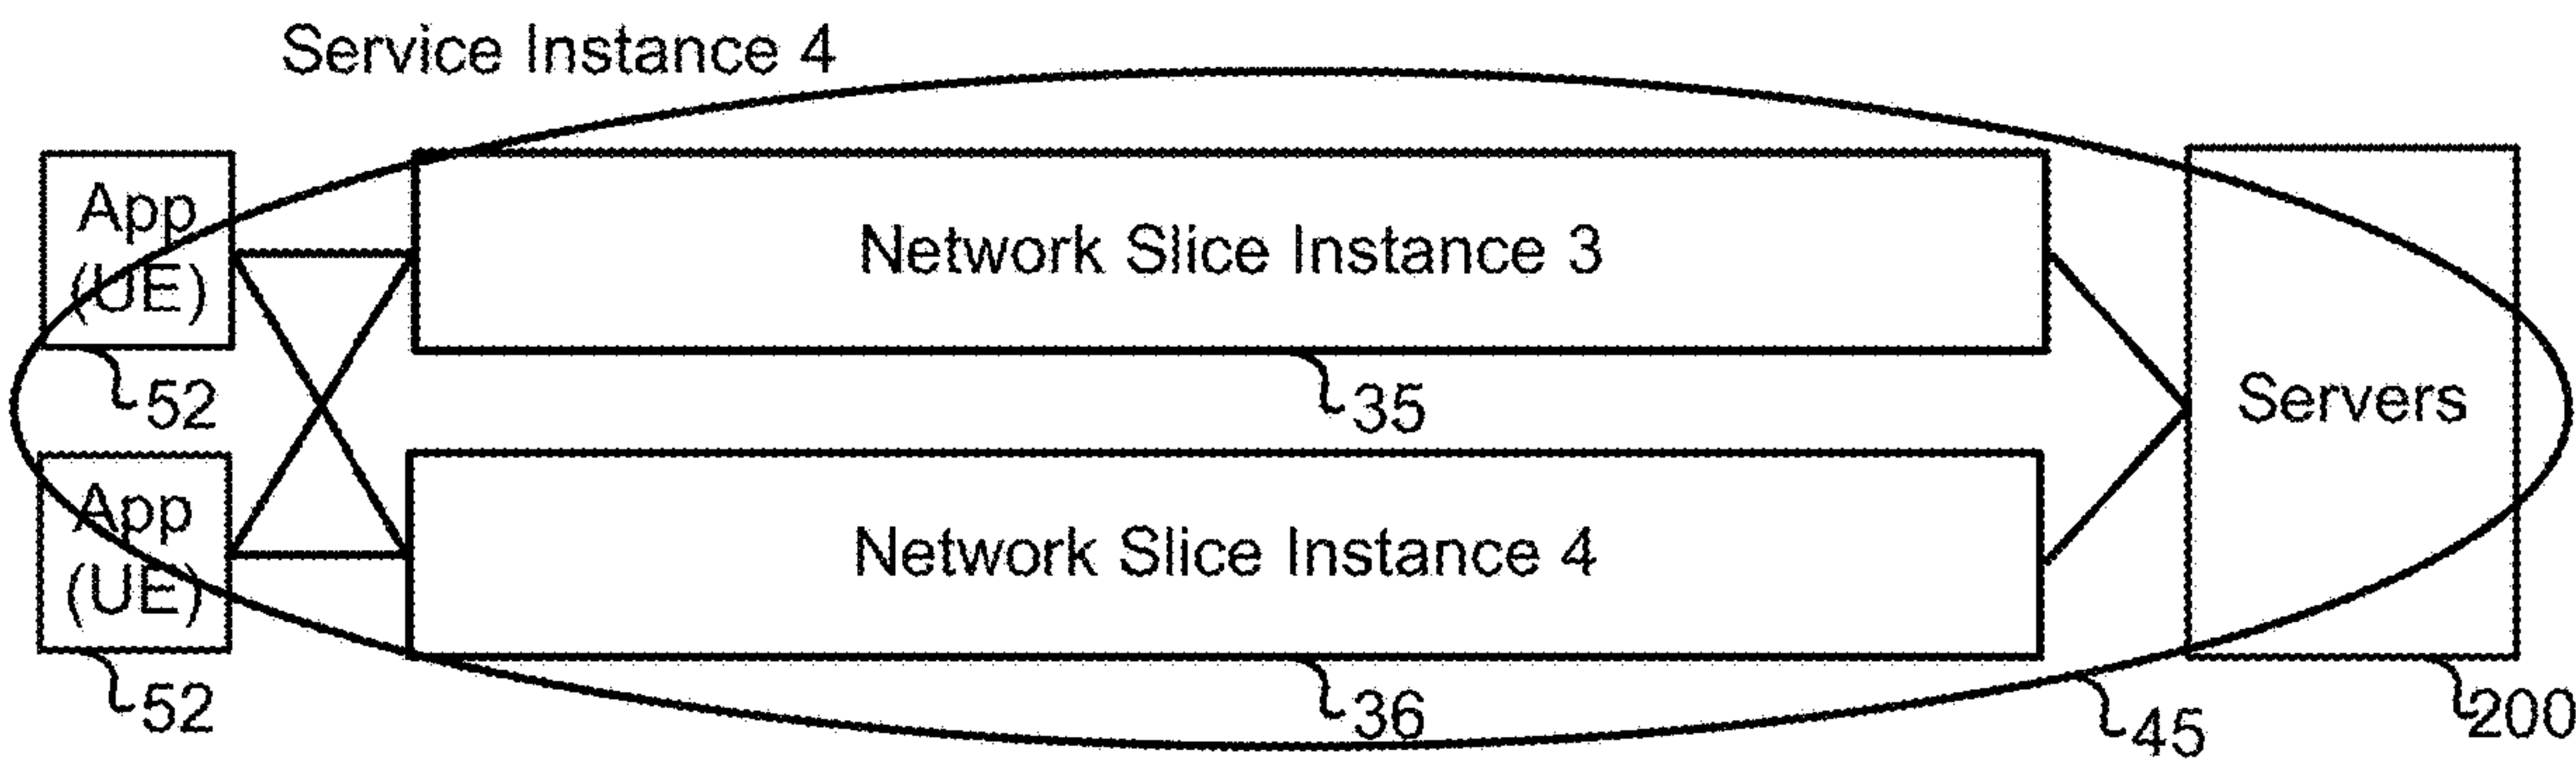 Service Instance 4
App
(UE)
52
Network Slice Instance 3
35
App
(UE)
52
Network Slice Instance 4
36
Servers
45
200